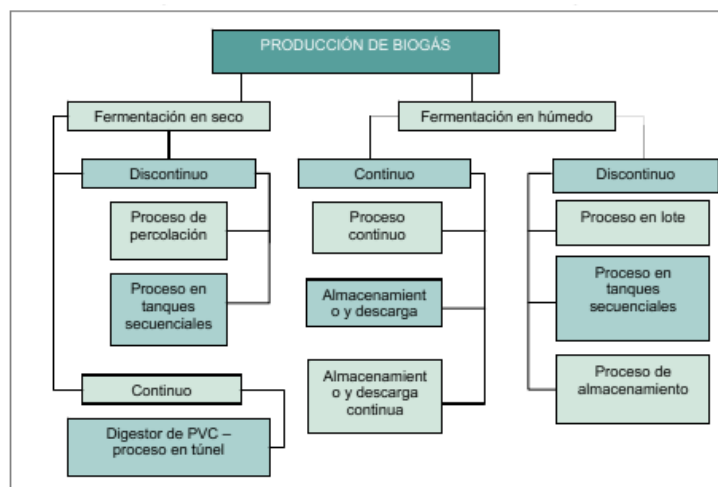 PRODUCCIÓN DE BIOGÁS
Fermentación en seco
Fermentación en húmedo
Discontinuo
Continuo
Discontinuo
Proceso de
percolación
Proceso
continuo
Proceso en lote
Proceso en
tanques
secuenciales
Almacenamient
o y descarga
Proceso en
tanques
secuenciales
Continuo
Almacenamient
o y descarga
continua
Proceso de
almacenamiento
Digestor de PVC –
proceso en túnel